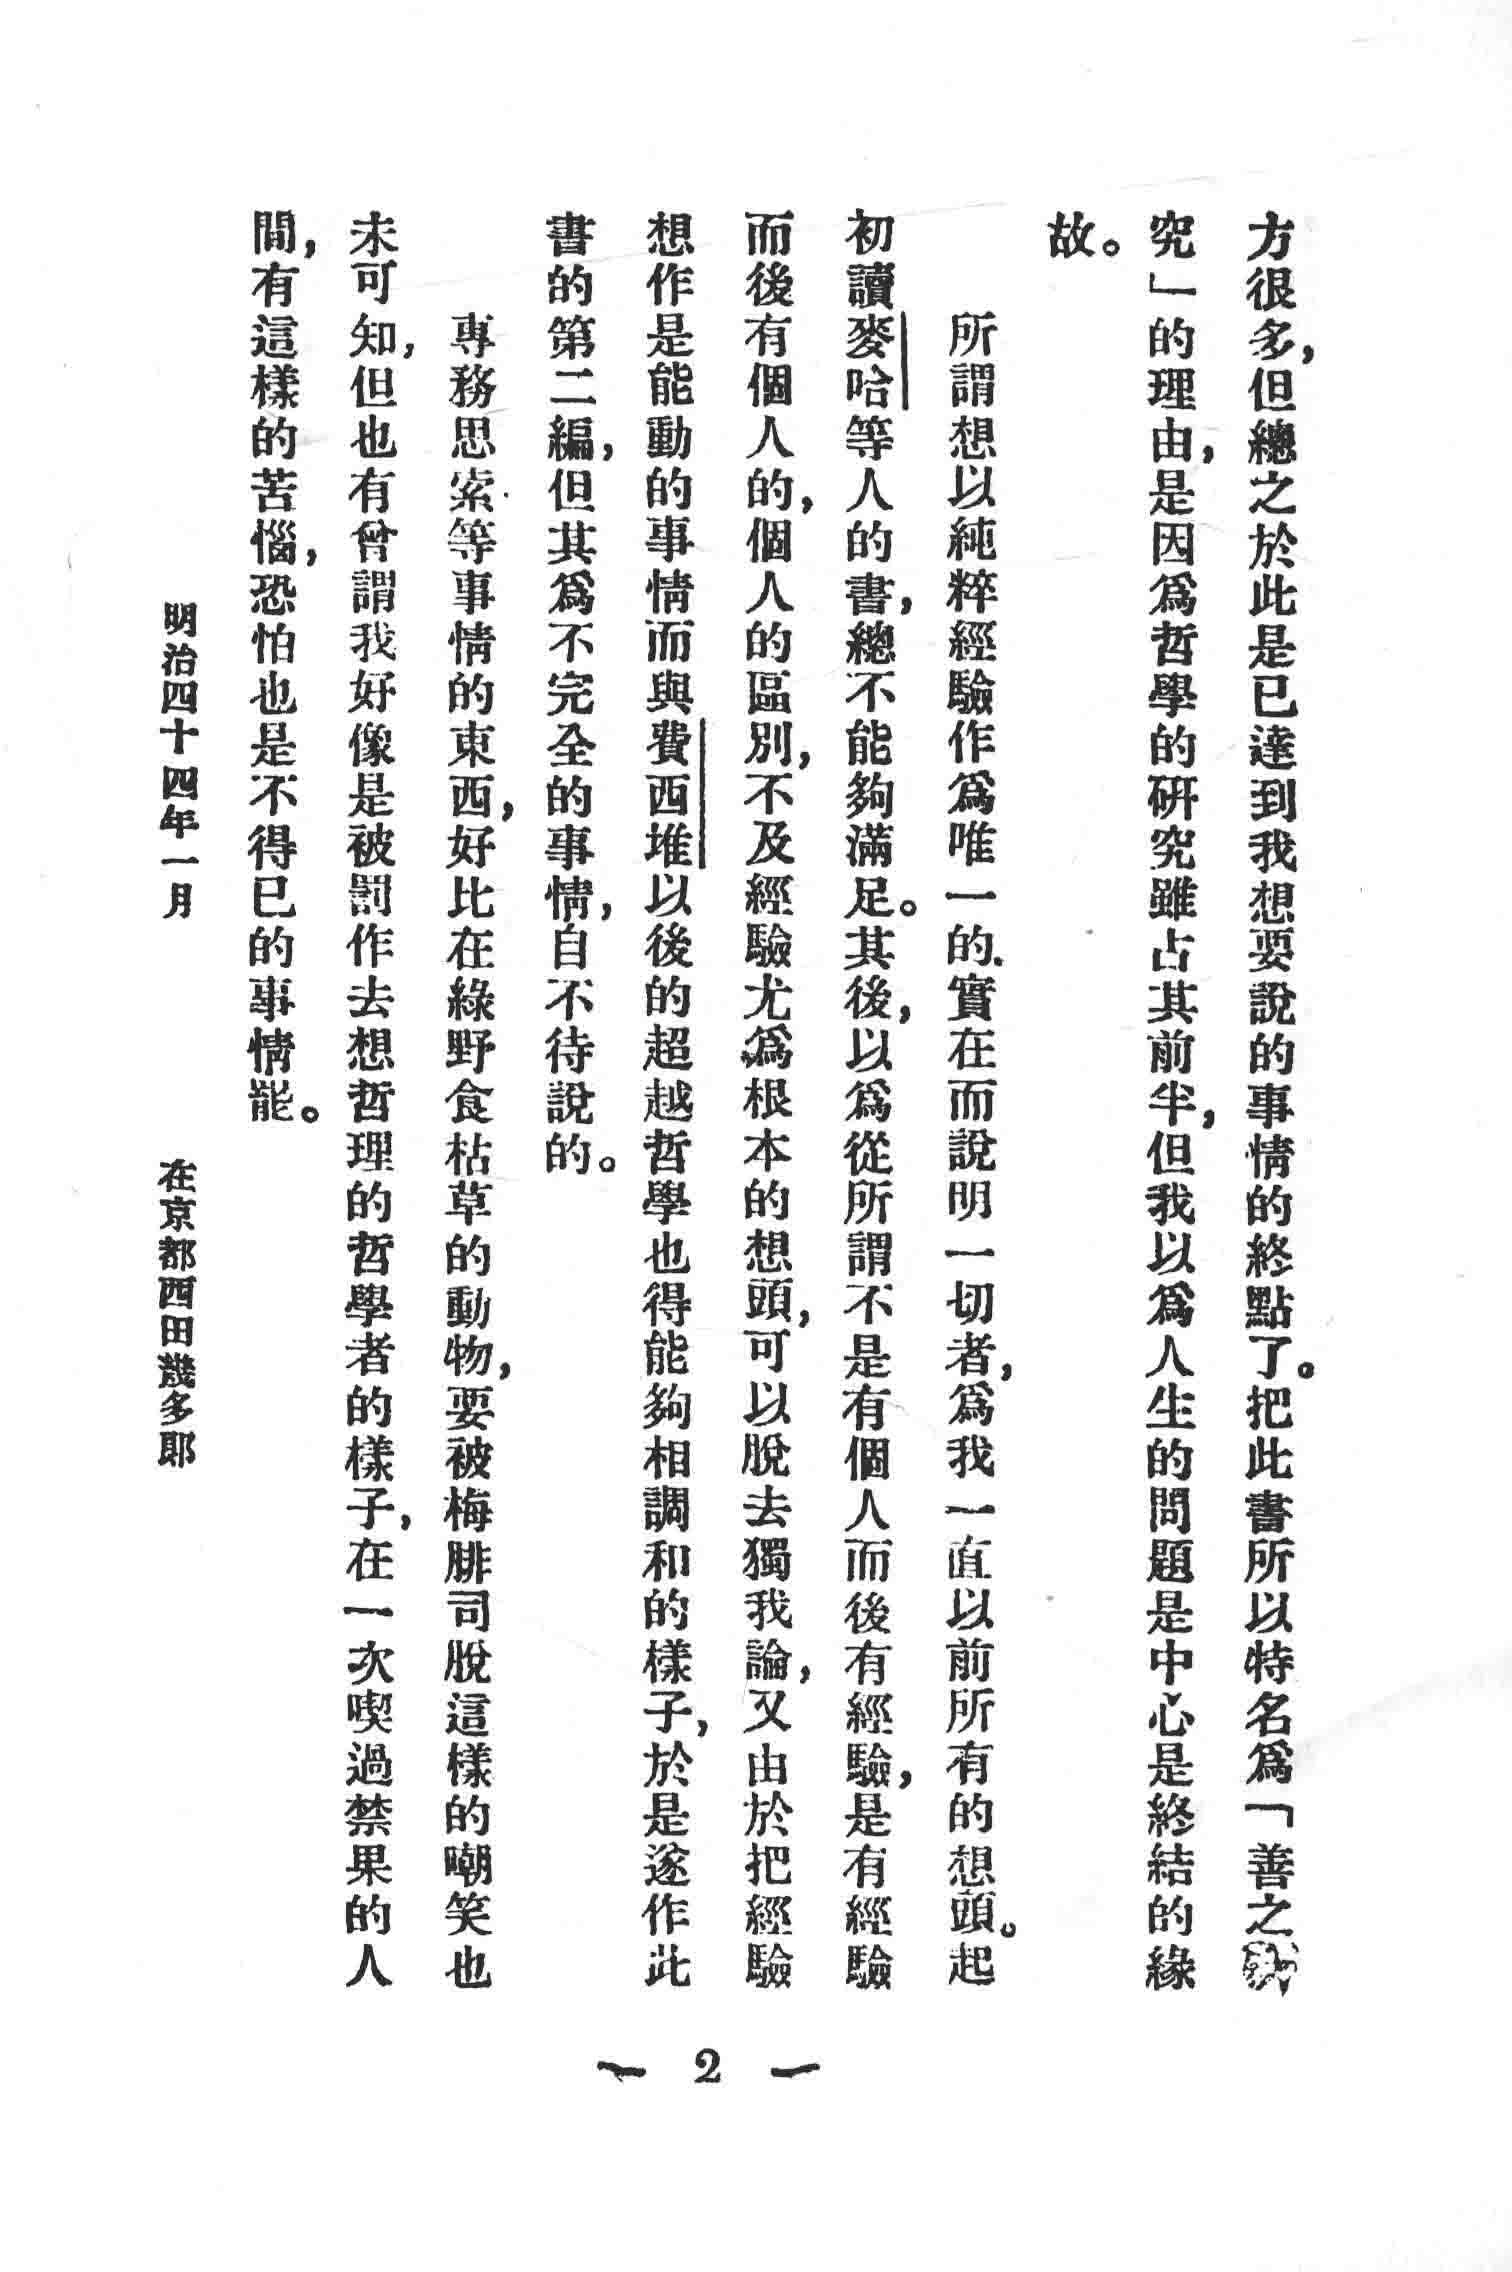 方很多，但總之於此是已達到我想要說的事情的終點了。把此書所以特名爲「善之
究」的理由，是因爲哲學的研究雖占其前半，但我以爲人生的問題是中心是終結的緣
故。
所謂想以純粹經驗作爲唯一的實在而說明一切者，爲我一直以前所有的想頭。起
初讀麥哈等人的書，總不能夠滿足。其後，以爲從所謂不是有個人而後有經驗，是有經驗
而後有個人的，個人的區別，不及經驗尤爲根本的想頭，可以脫去獨我論，又由於把經驗
想作是能動的事情而與費西堆以後的超越哲學也得能夠相調和的樣子，於是遂作此
書的第二編，但其爲不完全的事情，自不待說的。
專務思索等事情的東西，好比在綠野食枯草的動物，要被梅腓司脫這樣的嘲笑也
未可知，但也有曾謂我好像是被罰作去想哲理的哲學者的樣子，在一次喫過禁果的人
間，有這樣的苦惱，恐怕也是不得已的事情罷。
明治四十四年一月 在京都西田幾多郎
— 2 —